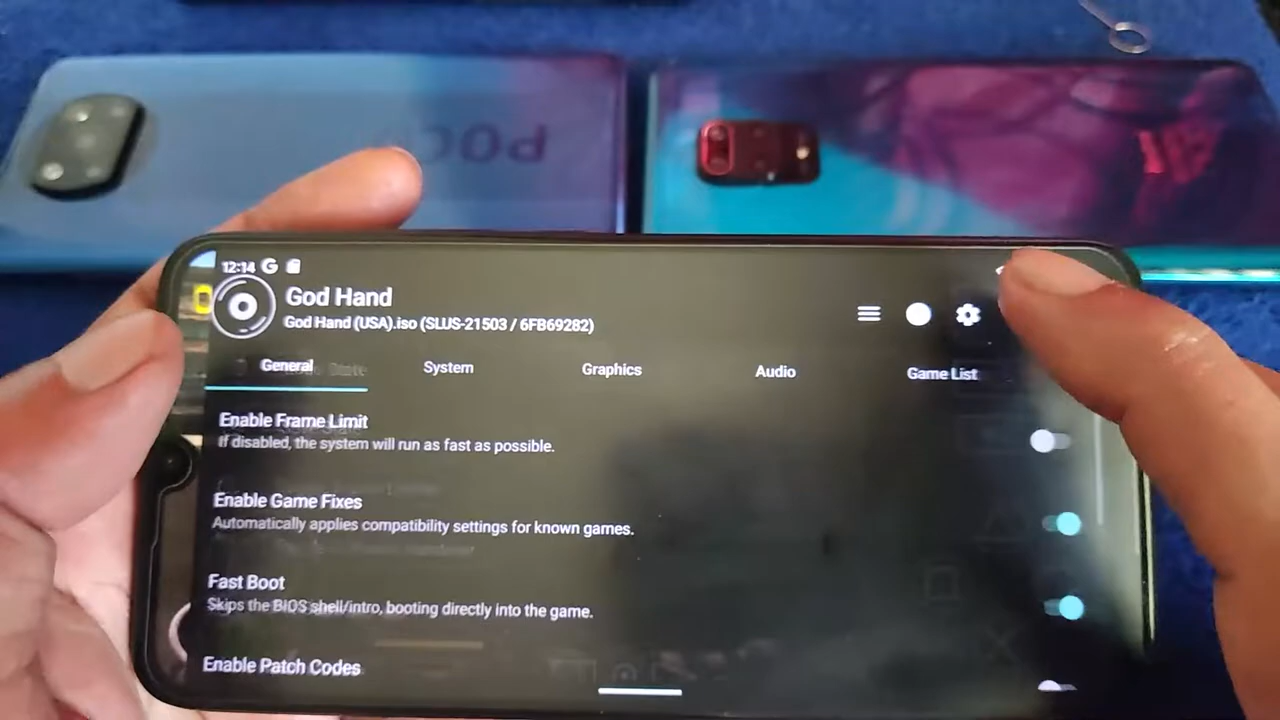 POCO
12:14 G
God Hand
God Hand (USA).iso (SLUS-21503 / 6FB69282)
General
System
Graphics
Audio
Game List
Enable Frame Limit
If disabled, the system will run as fast as possible.
Enable Game Fixes
Automatically applies compatibility settings for known games.
Fast Boot
Skips the BIOS shell/intro, booting directly into the game.
Enable Patch Codes